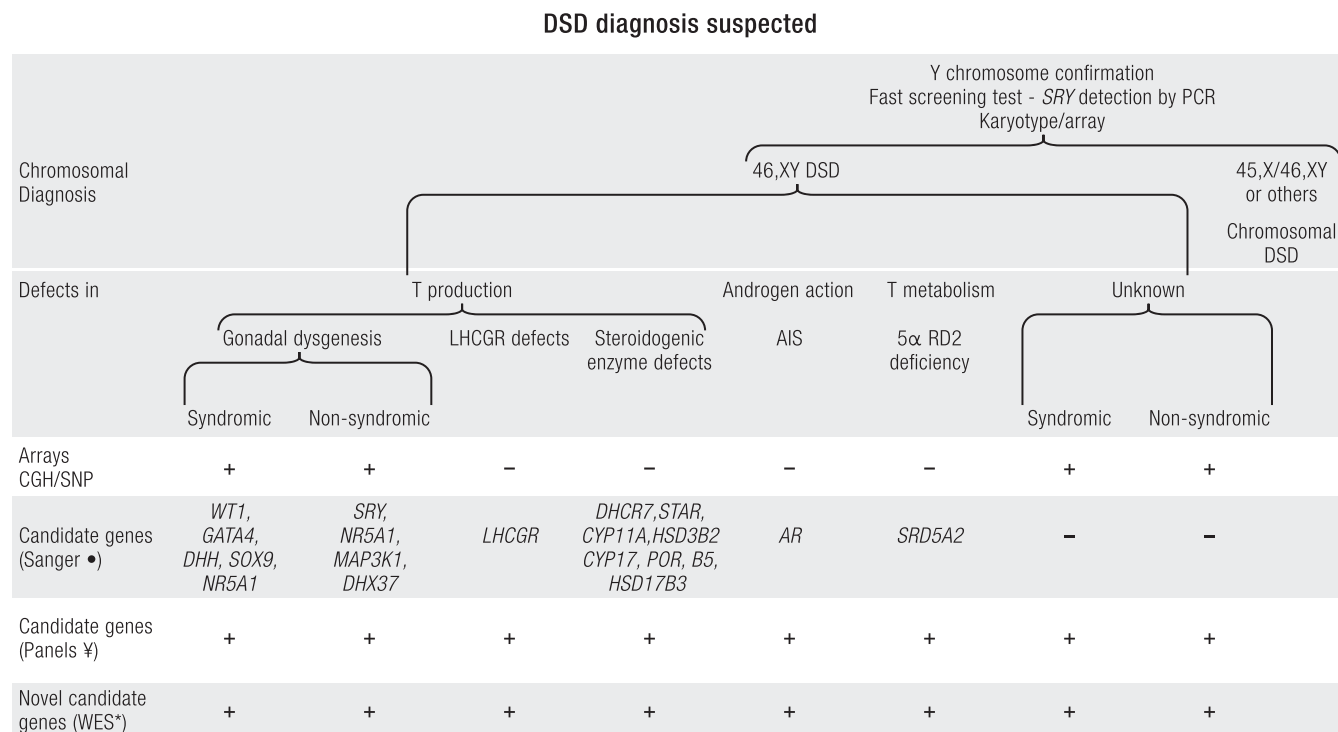 DSD diagnosis suspected
Y chromosome confirmation
Fast screening test - SRY detection by PCR
Karyotype/array
Chromosomal
Diagnosis
46,XY DSD
45,X/46,XY
or others
Chromosomal
DSD
Defects in
T production
Androgen action
T metabolism
Unknown
Gonadal dysgenesis
LHCGR defects
Steroidogenic
enzyme defects
AIS
5α RD2
deficiency
Syndromic
Non-syndromic
Syndromic
Non-syndromic
Arrays
CGH/SNP
+ + – – – – + +
Candidate genes
(Sanger •)
WT1,
GATA4,
DHH, SOX9,
NR5A1
SRY,
NR5A1,
MAP3K1,
DHX37
LHCGR
DHCR7,STAR,
CYP11A,HSD3B2
CYP17, POR, B5,
HSD17B3
AR
SRD5A2
–
–
Candidate genes
(Panels ¥)
+ + + + + + + +
Novel candidate
genes (WES*)
+ + + + + + + +